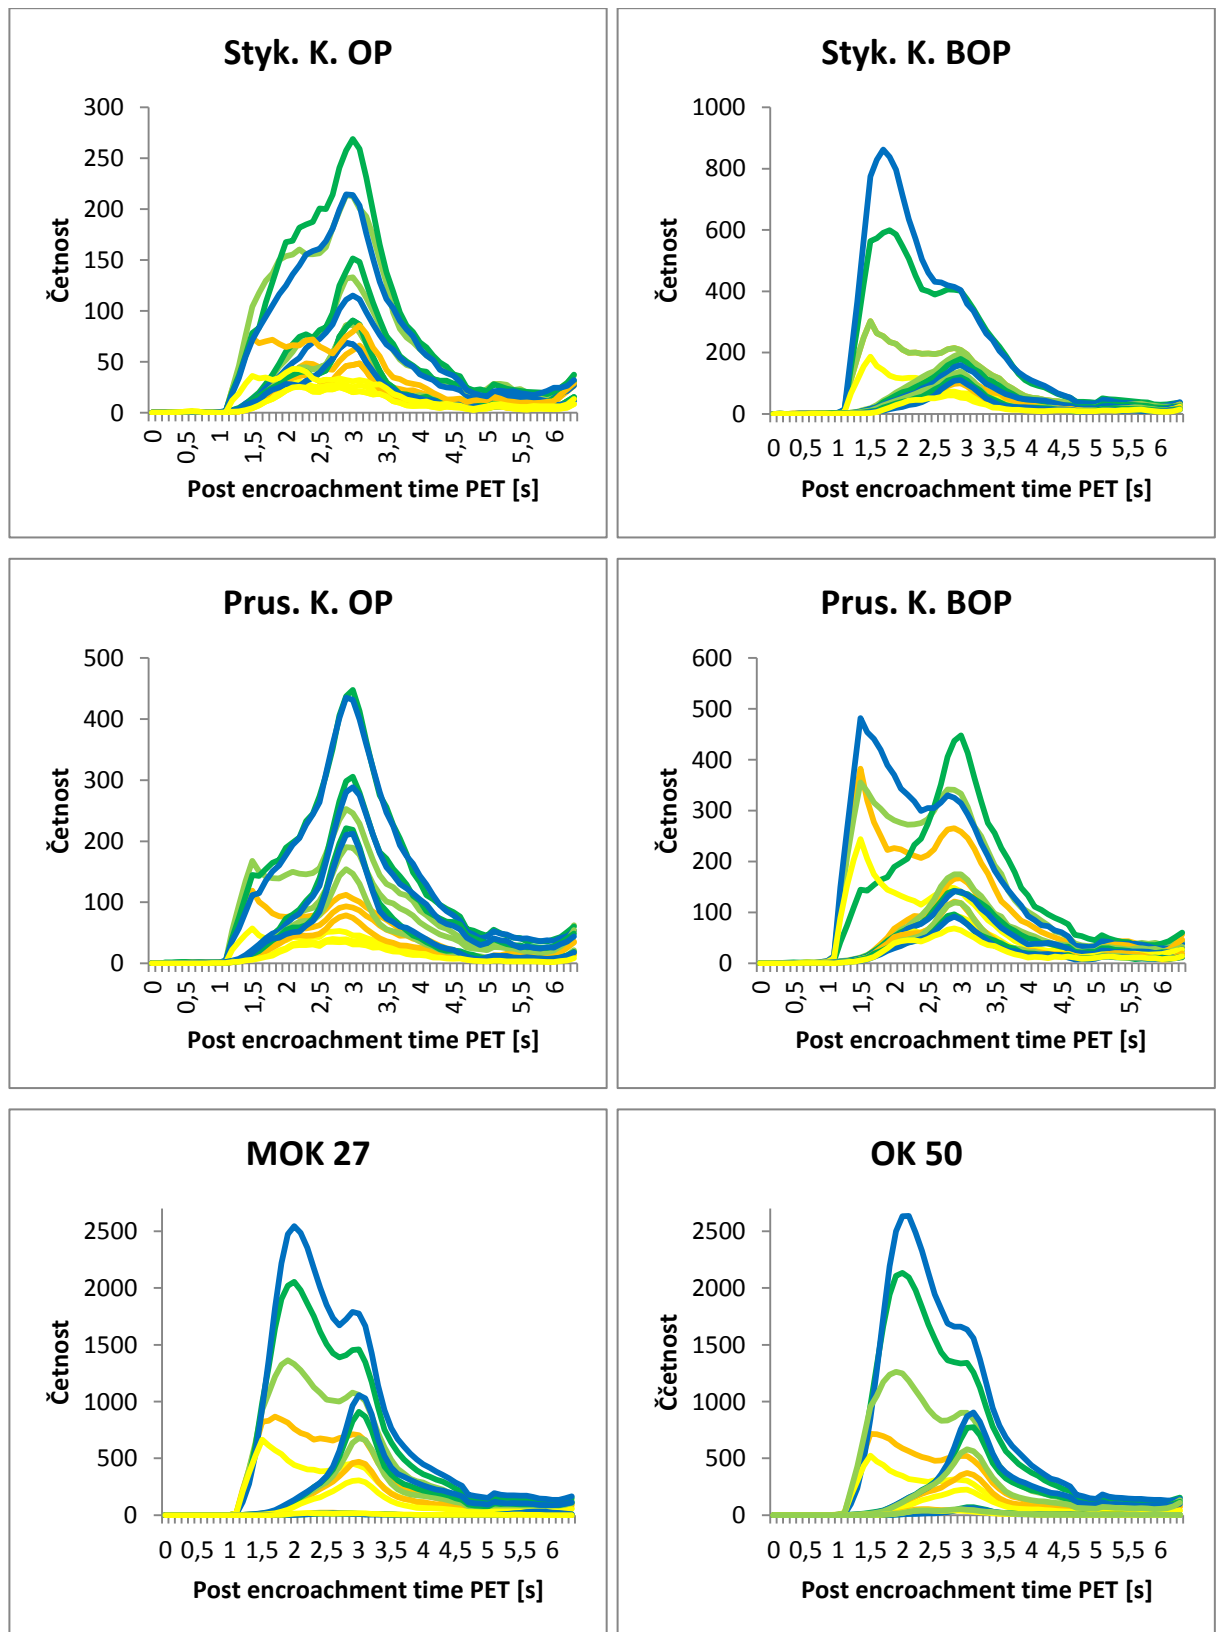 Styk. K. OP
300
250
200
150
100
50
0
Četnost
0 0,5 1 1,5 2 2,5 3 3,5 4 4,5 5 5,5 6
Post encroachment time PET [s]
Styk. K. BOP
1000
800
600
400
200
0
Četnost
0 0,5 1 1,5 2 2,5 3 3,5 4 4,5 5 5,5 6
Post encroachment time PET [s]
Prus. K. OP
500
400
300
200
100
0
Četnost
0 0,5 1 1,5 2 2,5 3 3,5 4 4,5 5 5,5 6
Post encroachment time PET [s]
Prus. K. BOP
600
500
400
300
200
100
0
Četnost
0 0,5 1 1,5 2 2,5 3 3,5 4 4,5 5 5,5 6
Post encroachment time PET [s]
MOK 27
2500
2000
1500
1000
500
0
Četnost
0 0,5 1 1,5 2 2,5 3 3,5 4 4,5 5 5,5 6
Post encroachment time PET [s]
OK 50
2500
2000
1500
1000
500
0
Ččetnost
0 0,5 1 1,5 2 2,5 3 3,5 4 4,5 5 5,5 6
Post encroachment time PET [s]